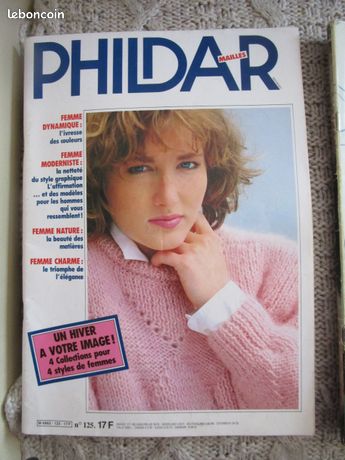 leboncoin
PHILDAR
MAILLES
FEMME
DYNAMIQUE :
l'ivresse
des couleurs
FEMME
MODERNISTE :
la netteté
du style graphique
L'affirmation
... et des modèles
pour les hommes
qui vous
ressemblent !
FEMME NATURE :
la beauté des
matières
FEMME CHARME :
le triomphe de
l'élégance
UN HIVER
A VOTRE IMAGE !
4 Collections pour
4 styles de femmes
n° 125. 17 F